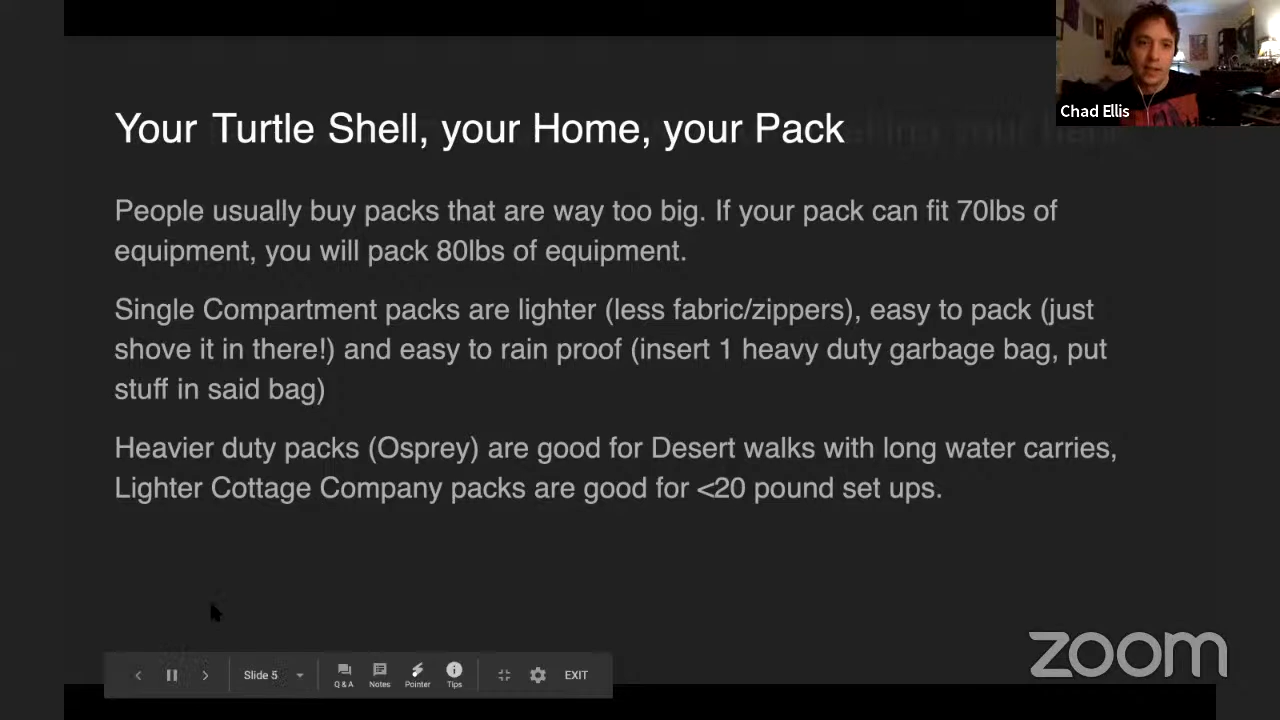 Chad Ellis
Your Turtle Shell, your Home, your Pack
People usually buy packs that are way too big. If your pack can fit 70lbs of
equipment, you will pack 80lbs of equipment.
Single Compartment packs are lighter (less fabric/zippers), easy to pack (just
shove it in there!) and easy to rain proof (insert 1 heavy duty garbage bag, put
stuff in said bag)
Heavier duty packs (Osprey) are good for Desert walks with long water carries,
Lighter Cottage Company packs are good for <20 pound set ups.
Slide 5
Q & A
Notes
Pointer
Tips
EXIT
zoom